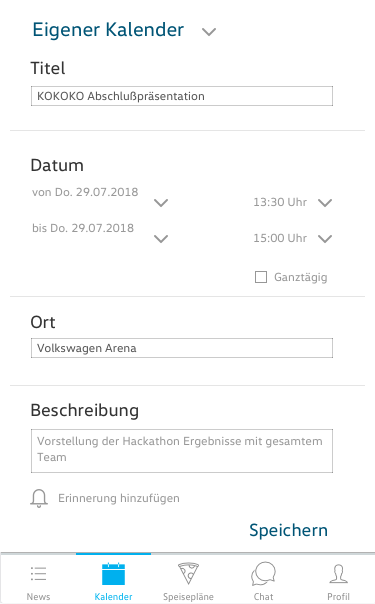 Eigener Kalender
Titel
KOKOKO Abschlußpräsentation
Datum
von Do. 29.07.2018
13:30 Uhr
bis Do. 29.07.2018
15:00 Uhr
Ganztägig
Ort
Volkswagen Arena
Beschreibung
Vorstellung der Hackathon Ergebnisse mit gesamtem
Team
Erinnerung hinzufügen
Speichern
News Kalender Speisepläne Chat Profil